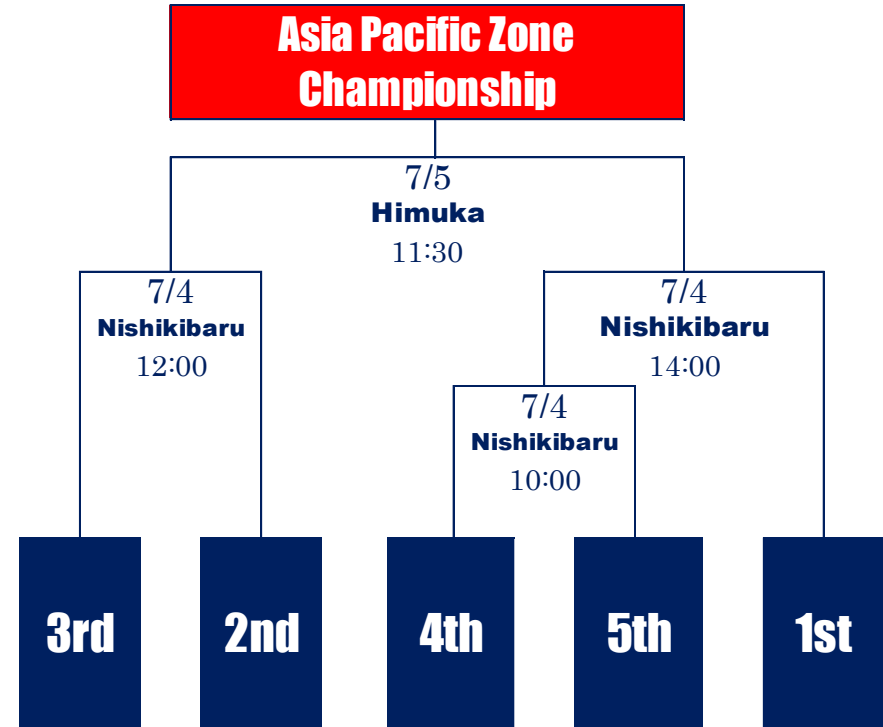 Asia Pacific Zone
Championship
7/5
Himuka
11:30
7/4
Nishikibaru
12:00
7/4
Nishikibaru
14:00
7/4
Nishikibaru
10:00
3rd
2nd
4th
5th
1st